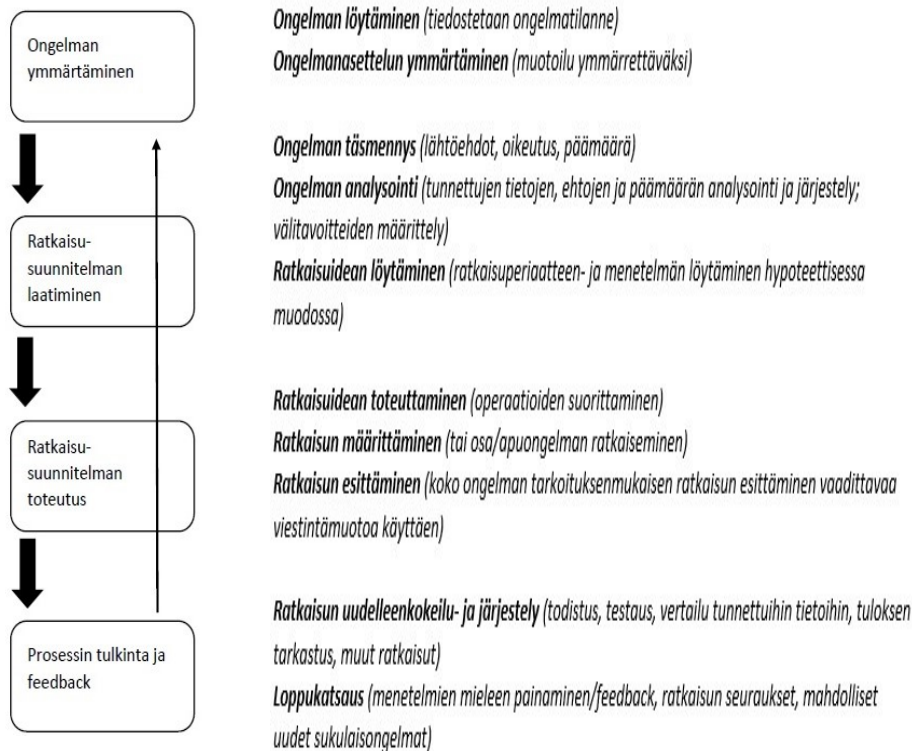 Ongelman
ymmärtäminen
Ongelman löytäminen (tiedostetaan ongelmatilanne)
Ongelmanasettelun ymmärtäminen (muotoilu ymmärrettäväksi)
Ratkaisu-
suunnitelman
laatiminen
Ongelman täsmennys (lähtöehdot, oikeutus, päämäärä)
Ongelman analysointi (tunnettujen tietojen, ehtojen ja päämäärän analysointi ja järjestely;
välitavoitteiden määrittely)
Ratkaisuidean löytäminen (ratkaisuperiaatteen- ja menetelmän löytäminen hypoteettisessa
muodossa)
Ratkaisu-
suunnitelman
toteutus
Ratkaisuidean toteuttaminen (operaatioiden suorittaminen)
Ratkaisun määrittäminen (tai osa/apuongelman ratkaiseminen)
Ratkaisun esittäminen (koko ongelman tarkoituksenmukaisen ratkaisun esittäminen vaadittavaa
viestintämuotoa käyttäen)
Prosessin tulkinta ja
feedback
Ratkaisun uudelleenkokeilu- ja järjestely (todistus, testaus, vertailu tunnettuihin tietoihin, tuloksen
tarkastus, muut ratkaisut)
Loppukatsaus (menetelmien mieleen painaminen/feedback, ratkaisun seuraukset, mahdolliset
uudet sukulaisongelmat)